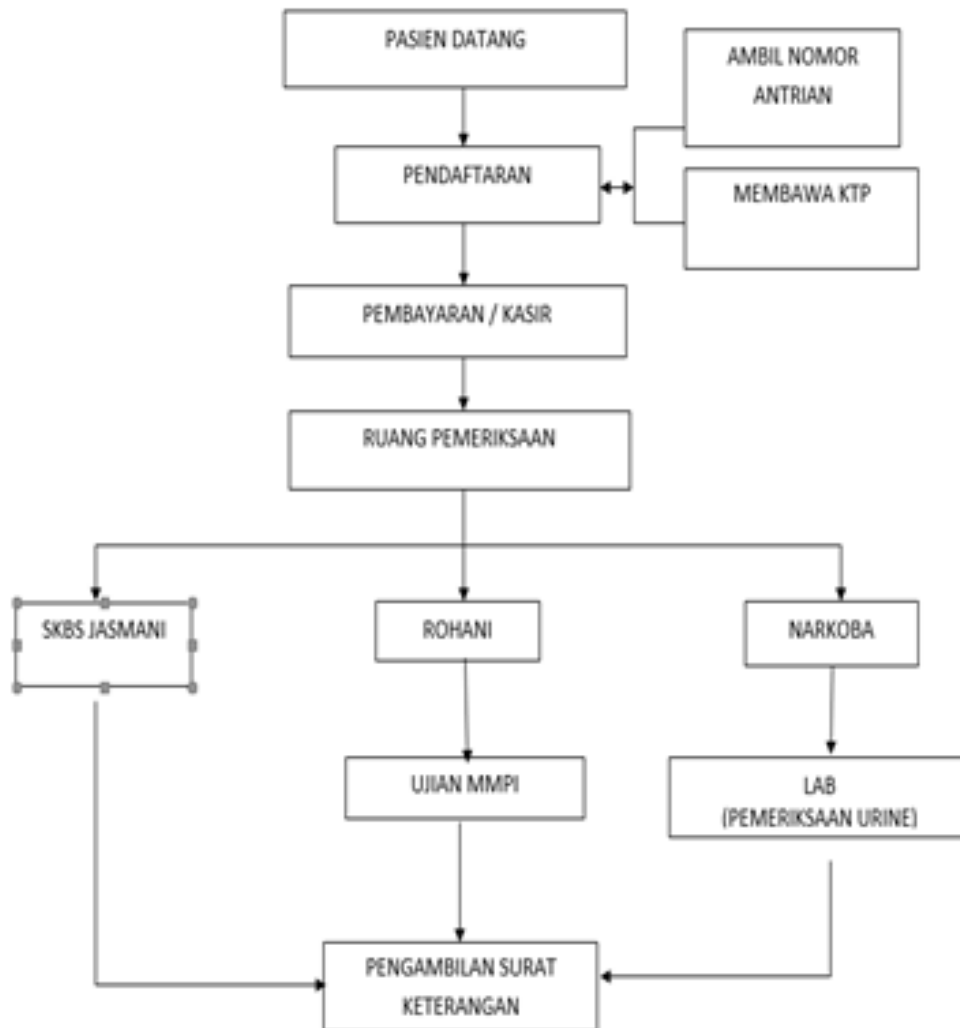 PASIEN DATANG
AMBIL NOMOR
ANTRIAN
PENDAFTARAN
MEMBAWA KTP
PEMBAYARAN / KASIR
RUANG PEMERIKSAAN
SKBS JASMANI
ROHANI
NARKOBA
UJIAN MMPI
LAB
(PEMERIKSAAN URINE)
PENGAMBILAN SURAT
KETERANGAN